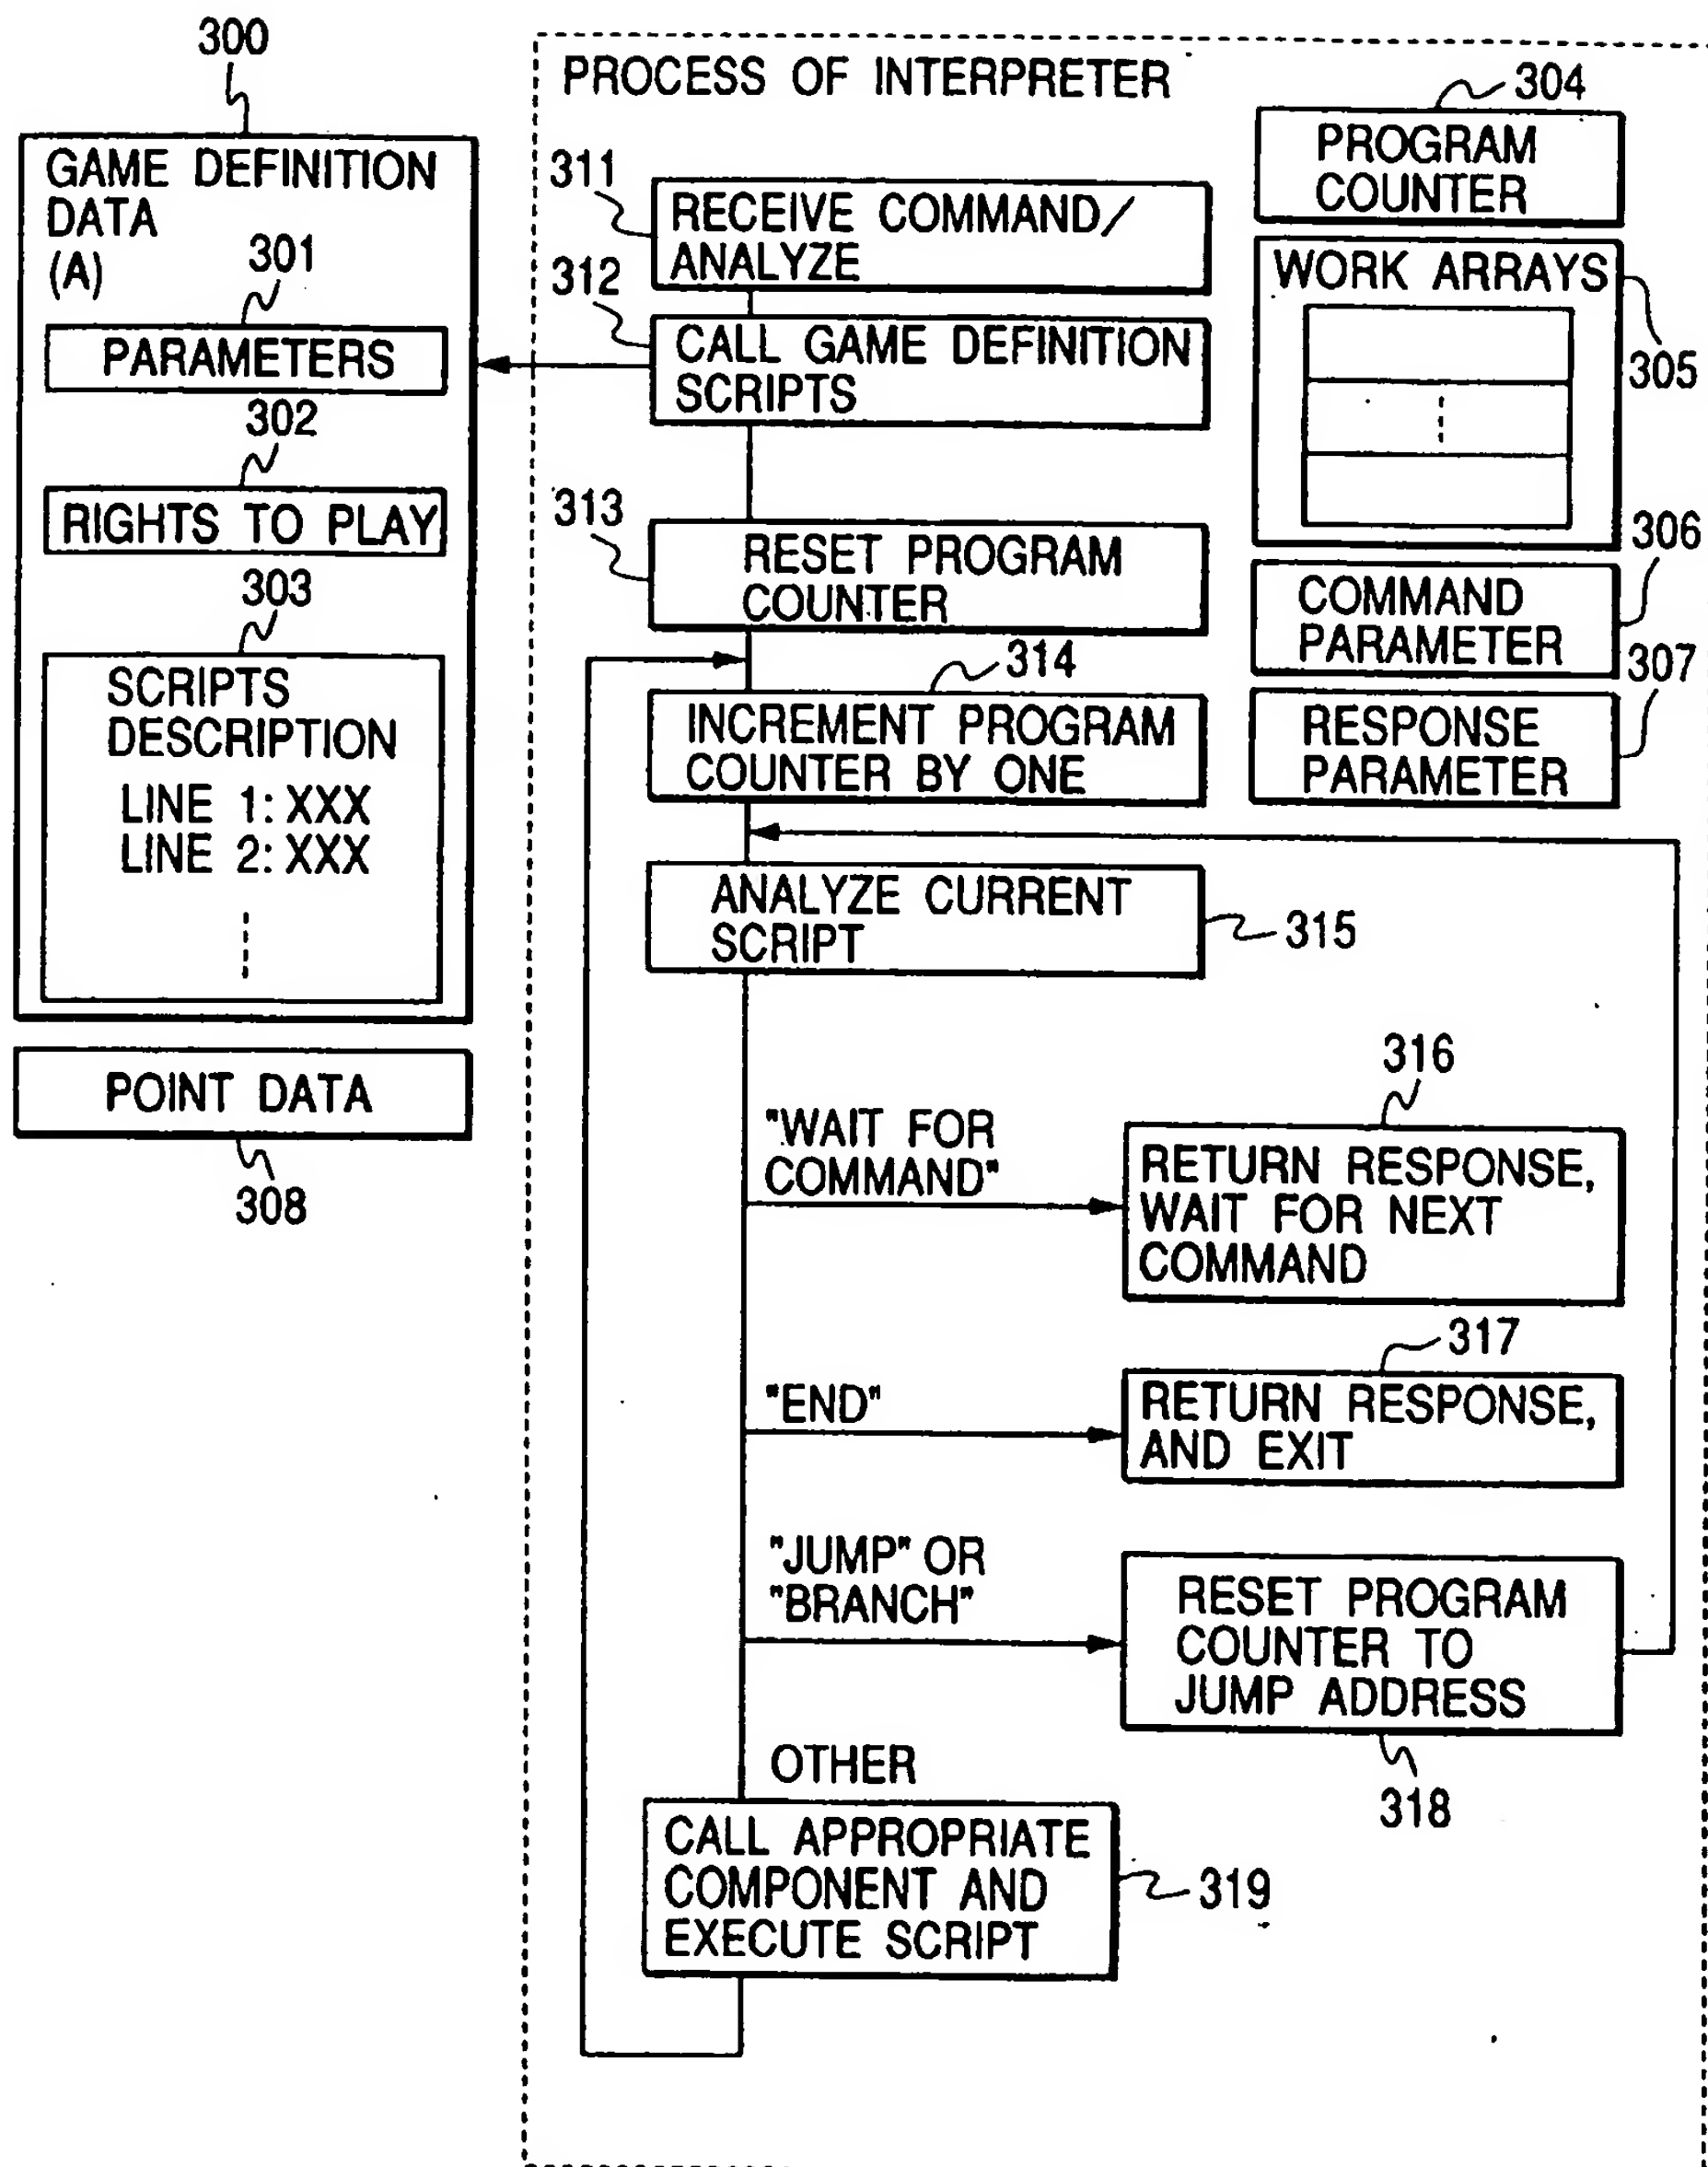 300
GAME DEFINITION
DATA
(A)
301
PARAMETERS
302
RIGHTS TO PLAY
303
SCRIPTS
DESCRIPTION
LINE 1: XXX
LINE 2: XXX
POINT DATA
308
PROCESS OF INTERPRETER
311
RECEIVE COMMAND/
ANALYZE
312
CALL GAME DEFINITION
SCRIPTS
313
RESET PROGRAM
COUNTER
314
INCREMENT PROGRAM
COUNTER BY ONE
ANALYZE CURRENT
SCRIPT
315
"WAIT FOR
COMMAND"
316
RETURN RESPONSE,
WAIT FOR NEXT
COMMAND
"END"
317
RETURN RESPONSE,
AND EXIT
"JUMP" OR
"BRANCH"
RESET PROGRAM
COUNTER TO
JUMP ADDRESS
318
OTHER
CALL APPROPRIATE
COMPONENT AND
EXECUTE SCRIPT
319
304
PROGRAM
COUNTER
WORK ARRAYS
305
306
COMMAND
PARAMETER
307
RESPONSE
PARAMETER